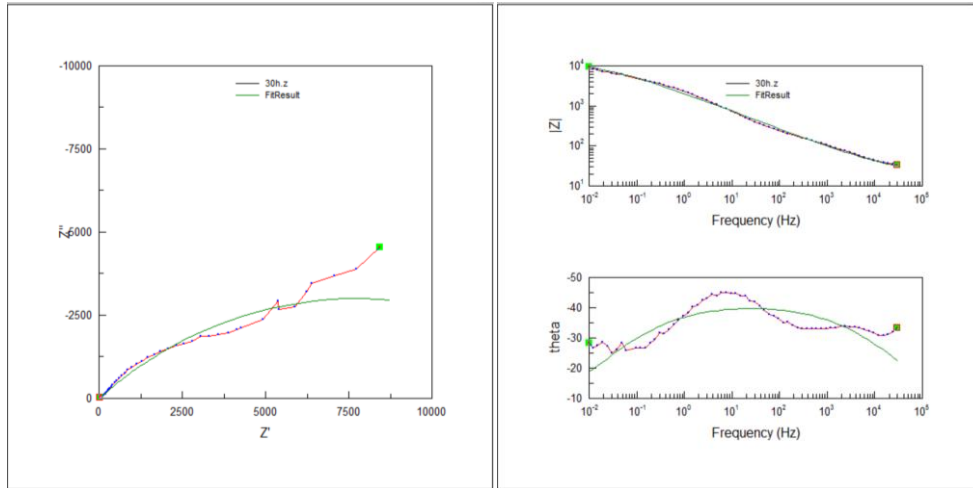 -10000
30h.z
FitResult
-7500
Z''
-5000
-2500
0
0
2500
5000
7500
10000
Z'
10⁴
30h.z
FitResult
10³
|Z|
10²
10¹
10⁻² 10⁻¹ 10⁰ 10¹ 10² 10³ 10⁴ 10⁵
Frequency (Hz)
-50
-40
theta
-30
-20
-10
10⁻² 10⁻¹ 10⁰ 10¹ 10² 10³ 10⁴ 10⁵
Frequency (Hz)